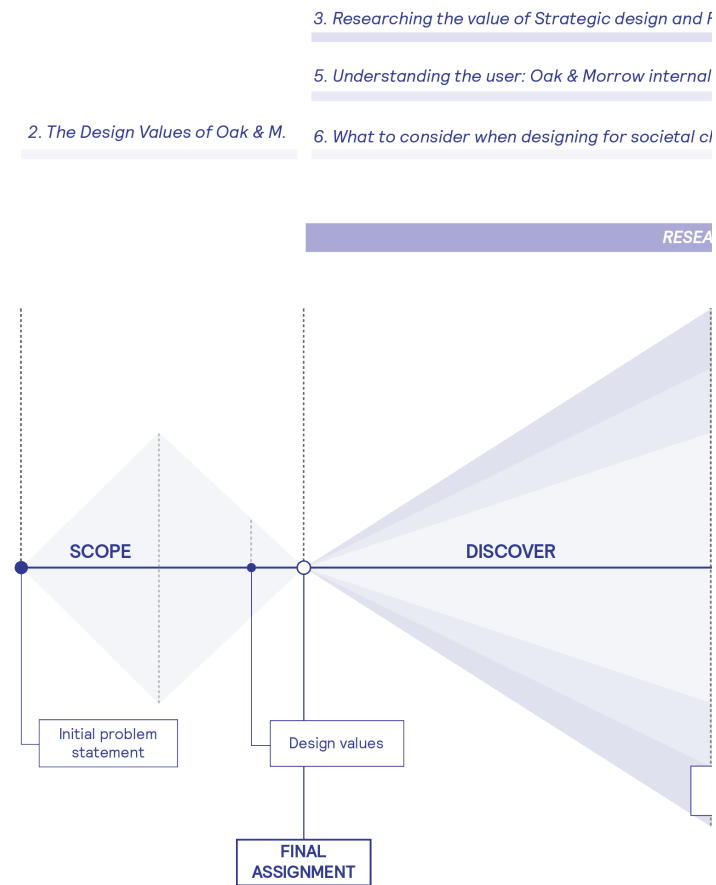 3. Researching the value of Strategic design and
5. Understanding the user: Oak & Morrow internal
2. The Design Values of Oak & M.
6. What to consider when designing for societal
SCOPE
DISCOVER
Initial problem
statement
Design values
FINAL
ASSIGNMENT